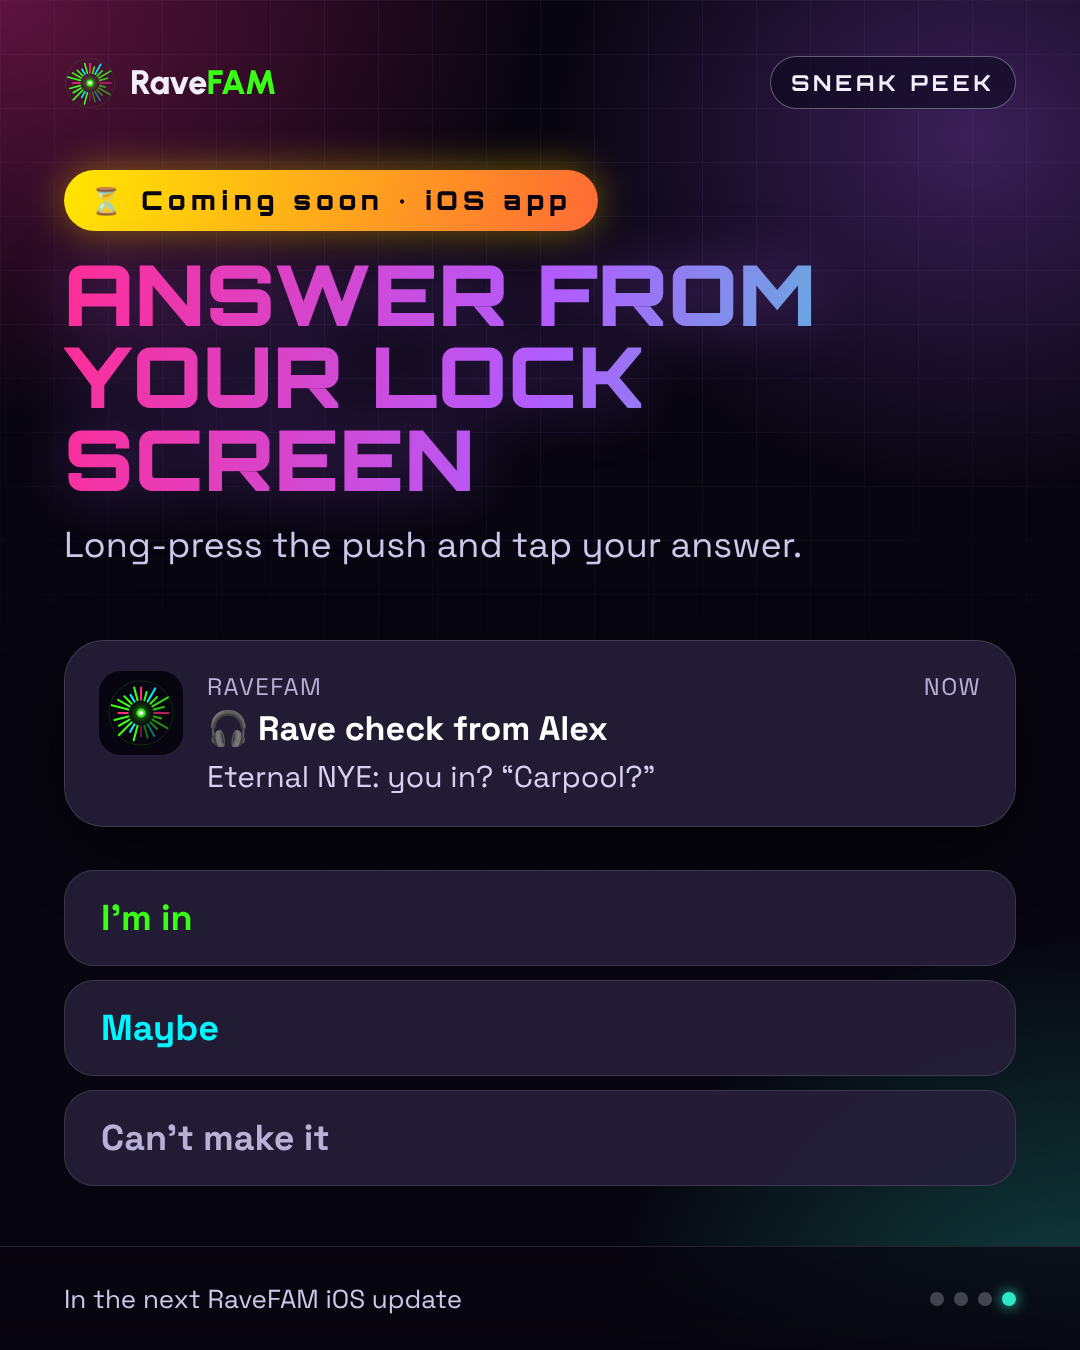 RaveFAM
SNEAK PEEK
⏳ Coming soon · iOS app
ANSWER FROM
YOUR LOCK
SCREEN
Long-press the push and tap your answer.
RAVEFAM
NOW
🎧 Rave check from Alex
Eternal NYE: you in? “Carpool?”
I’m in
Maybe
Can’t make it
In the next RaveFAM iOS update